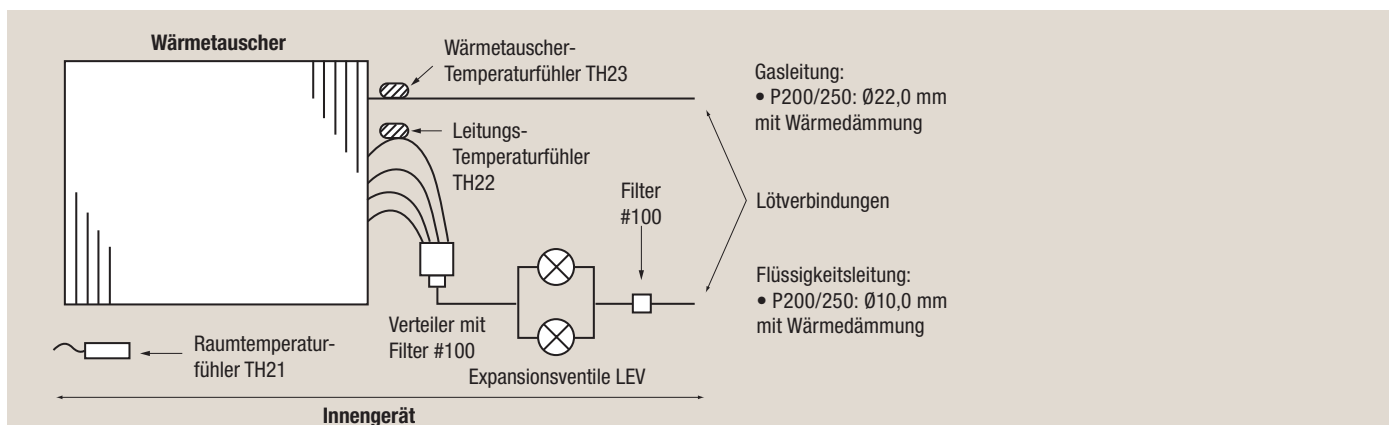 Wärmetauscher
Wärmetauscher-
Temperaturfühler TH23
Leitungs-
Temperaturfühler
TH22
Filter
#100
Gasleitung:
• P200/250: Ø22,0 mm
mit Wärmedämmung
Lötverbindungen
Flüssigkeitsleitung:
• P200/250: Ø10,0 mm
mit Wärmedämmung
Verteiler mit
Filter #100
Raumtemperatur-
fühler TH21
Expansionsventile LEV
Innengerät